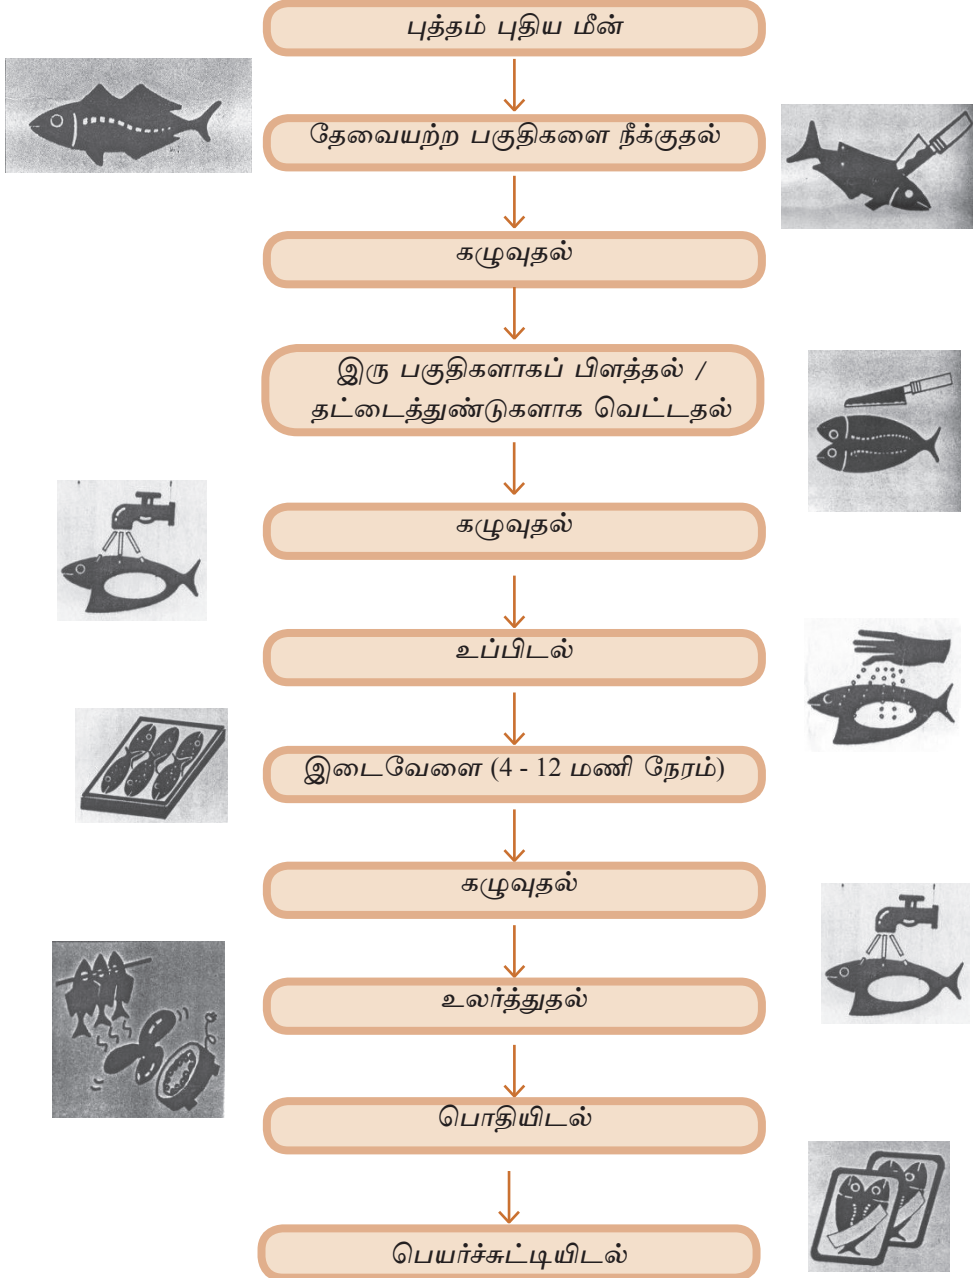 புத்தம் புதிய மீன்
தேவையற்ற பகுதிகளை நீக்குதல்
கழுவுதல்
இரு பகுதிகளாகப் பிளத்தல் /
தட்டைத்துண்டுகளாக வெட்டதல்
கழுவுதல்
உப்பிடல்
இடைவேளை (4 - 12 மணி நேரம்)
கழுவுதல்
உலர்த்துதல்
பொதியிடல்
பெயர்ச்சுட்டியிடல்